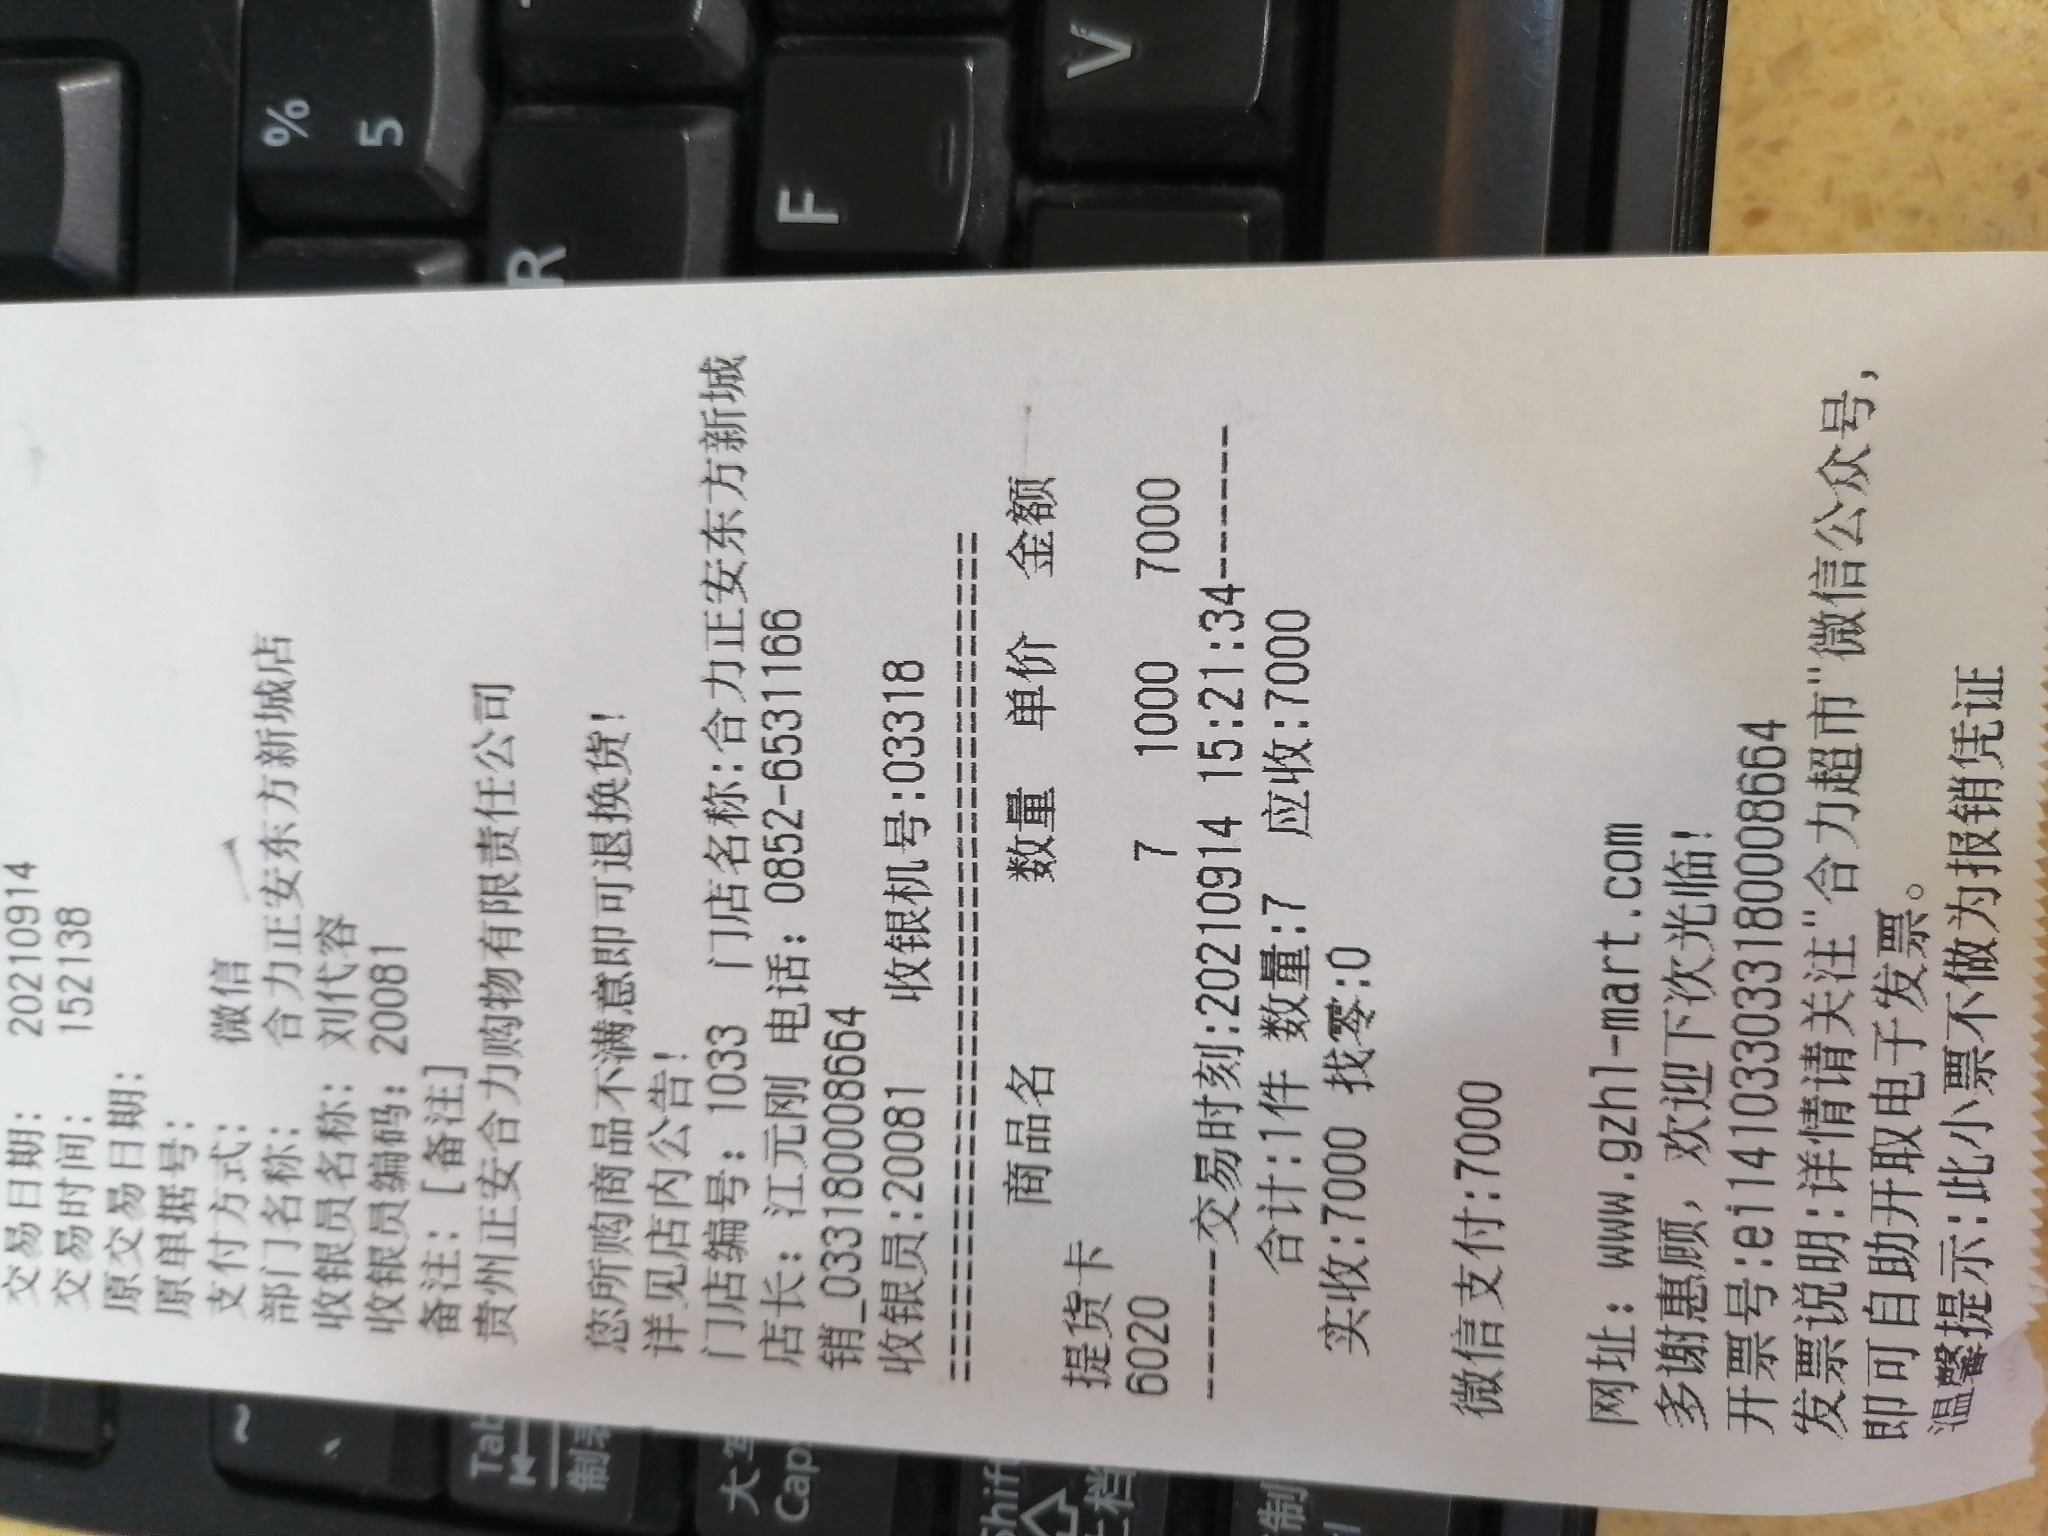 交易日期: 20210914
交易时间: 152138
原交易日期:
原单据号:
支付方式: 微信
部门名称: 合力正安东方新城店
收银员名称: 刘代容
收银员编码: 20081
备注: [备注]
贵州正安合力购物有限责任公司
您所购商品不满意即可退换货!
详见店内公告!
门店编号: 1033 门店名称:合力正安东方新城
店长: 江元刚 电话: 0852-6531166
销_0331800008664
收银员:20081 收银机号:03318
================================
商品名 数量 单价 金额
提货卡
6020 7 1000 7000
------交易时刻:20210914 15:21:34------
合计:1件 数量:7 应收:7000
实收:7000 找零:0
微信支付:7000
网址: www.gzhl-mart.com
多谢惠顾, 欢迎下次光临!
开票号:ei141033033180008664
发票说明:详情请关注"合力超市"微信公众号,
即可自助开取电子发票。
温馨提示:此小票不做为报销凭证
% 5
R
F
V
~ 、
Tab
制表
大写
Caps
Shift
上档